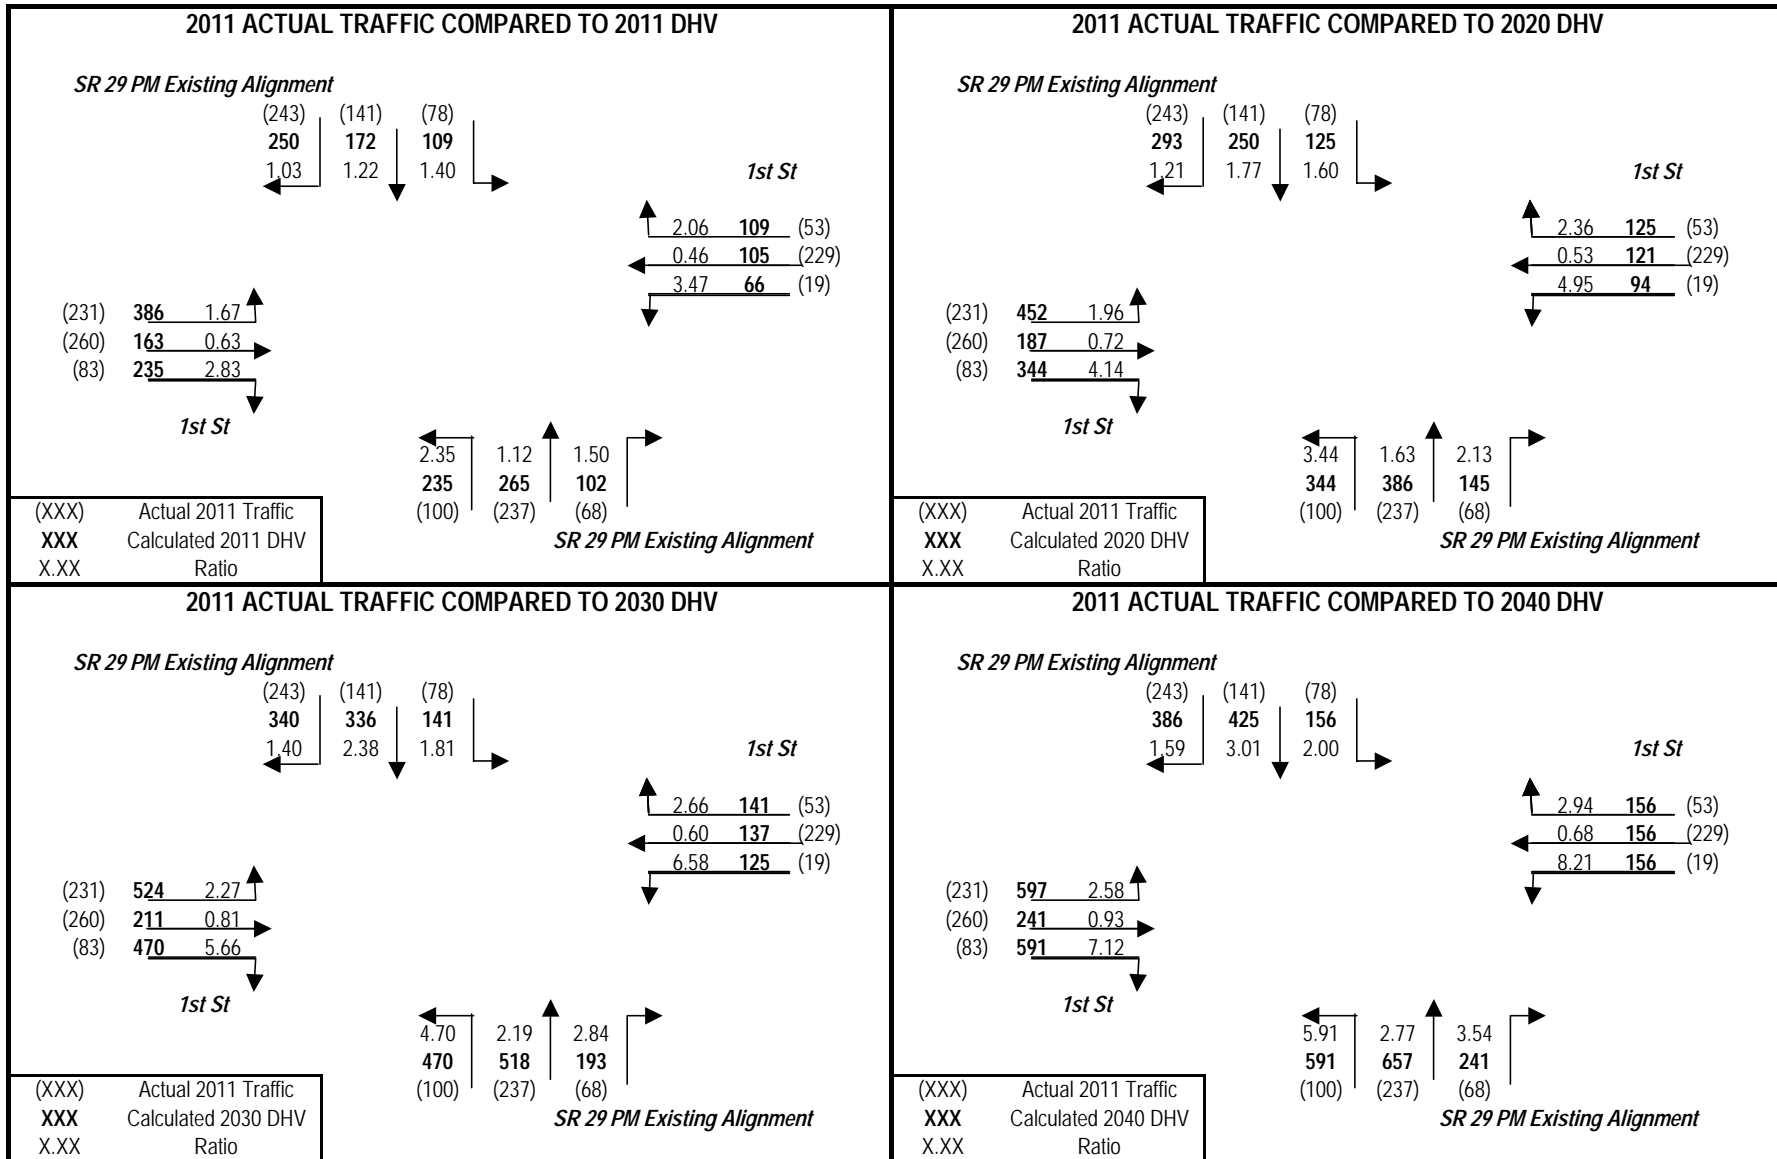 2011 ACTUAL TRAFFIC COMPARED TO 2011 DHV
SR 29 PM Existing Alignment
(243) (141) (78)
250 172 109
1.03 1.22 1.40
1st St
2.06 109 (53)
0.46 105 (229)
3.47 66 (19)
(231) 386 1.67
(260) 163 0.63
(83) 235 2.83
1st St
2.35 1.12 1.50
235 265 102
(100) (237) (68)
SR 29 PM Existing Alignment
(XXX) Actual 2011 Traffic
XXX Calculated 2011 DHV
X.XX Ratio
2011 ACTUAL TRAFFIC COMPARED TO 2020 DHV
SR 29 PM Existing Alignment
(243) (141) (78)
293 250 125
1.21 1.77 1.60
1st St
2.36 125 (53)
0.53 121 (229)
4.95 94 (19)
(231) 452 1.96
(260) 187 0.72
(83) 344 4.14
1st St
3.44 1.63 2.13
344 386 145
(100) (237) (68)
SR 29 PM Existing Alignment
(XXX) Actual 2011 Traffic
XXX Calculated 2020 DHV
X.XX Ratio
2011 ACTUAL TRAFFIC COMPARED TO 2030 DHV
SR 29 PM Existing Alignment
(243) (141) (78)
340 336 141
1.40 2.38 1.81
1st St
2.66 141 (53)
0.60 137 (229)
6.58 125 (19)
(231) 524 2.27
(260) 211 0.81
(83) 470 5.66
1st St
4.70 2.19 2.84
470 518 193
(100) (237) (68)
SR 29 PM Existing Alignment
(XXX) Actual 2011 Traffic
XXX Calculated 2030 DHV
X.XX Ratio
2011 ACTUAL TRAFFIC COMPARED TO 2040 DHV
SR 29 PM Existing Alignment
(243) (141) (78)
386 425 156
1.59 3.01 2.00
1st St
2.94 156 (53)
0.68 156 (229)
8.21 156 (19)
(231) 597 2.58
(260) 241 0.93
(83) 591 7.12
1st St
5.91 2.77 3.54
591 657 241
(100) (237) (68)
SR 29 PM Existing Alignment
(XXX) Actual 2011 Traffic
XXX Calculated 2040 DHV
X.XX Ratio